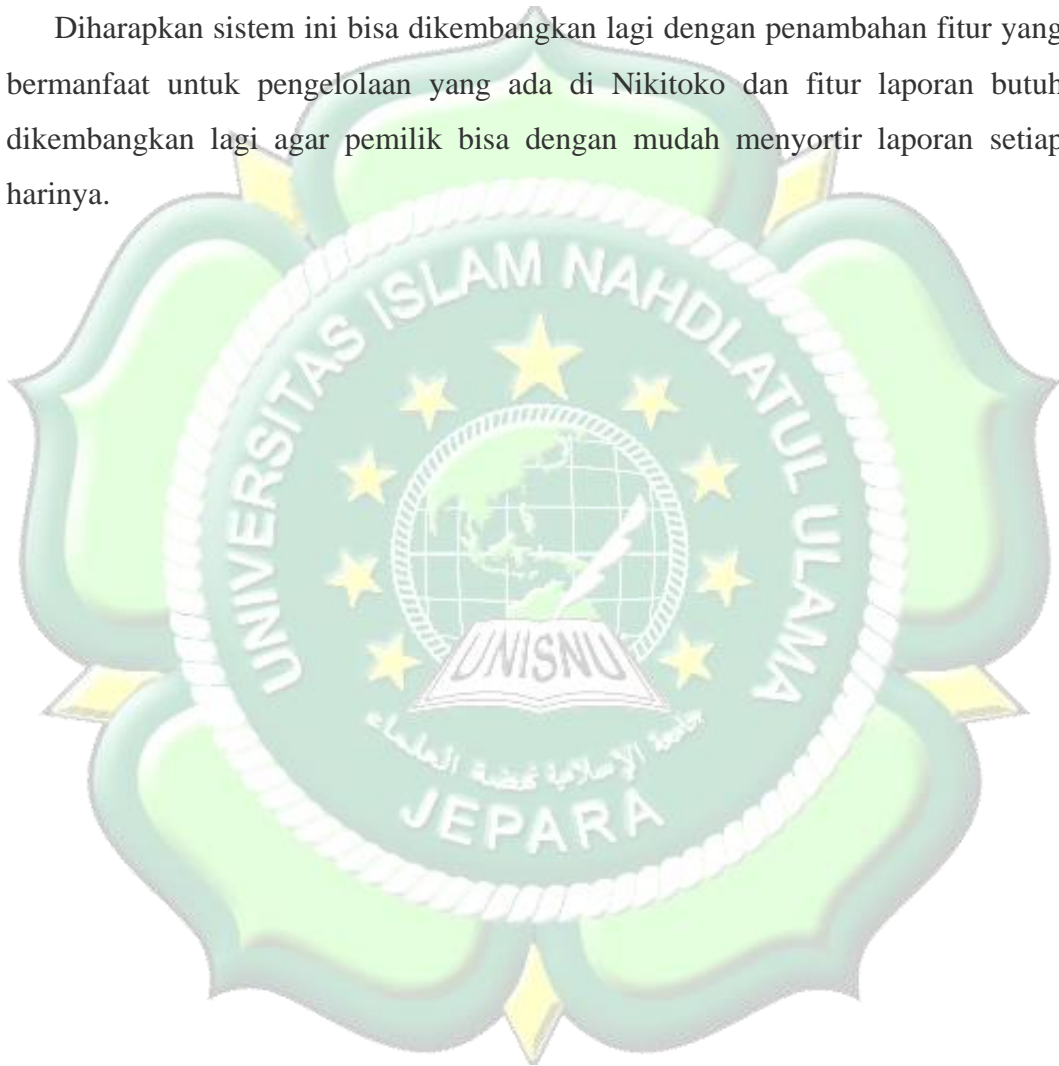 Diharapkan sistem ini bisa dikembangkan lagi dengan penambahan fitur yang
bermanfaat untuk pengelolaan yang ada di Nikitoko dan fitur laporan butuh
dikembangkan lagi agar pemilik bisa dengan mudah menyortir laporan setiap
harinya.
UNIVERSITAS ISLAM NAHDLATUL ULAMA
UNISNU
JEPARA